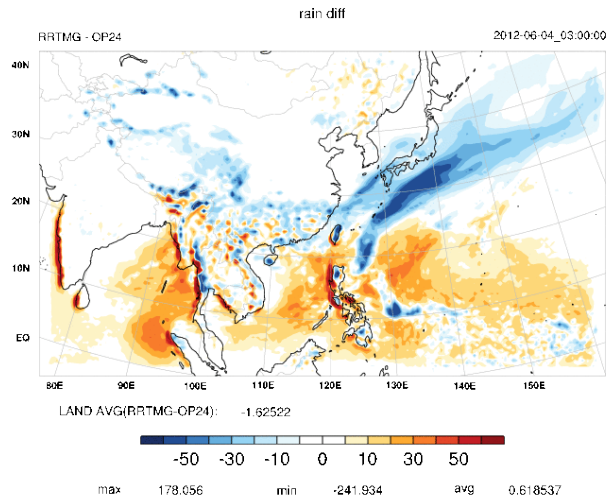 rain diff
RRTMG - OP24 2012-06-04_03:00:00
40N
30N
20N
10N
EQ
80E 90E 100E 110E 120E 130E 140E 150E
LAND AVG(RRTMG-OP24): -1.62522
-50 -30 -10 0 10 30 50
max 178.056 min -241.934 avg 0.618537